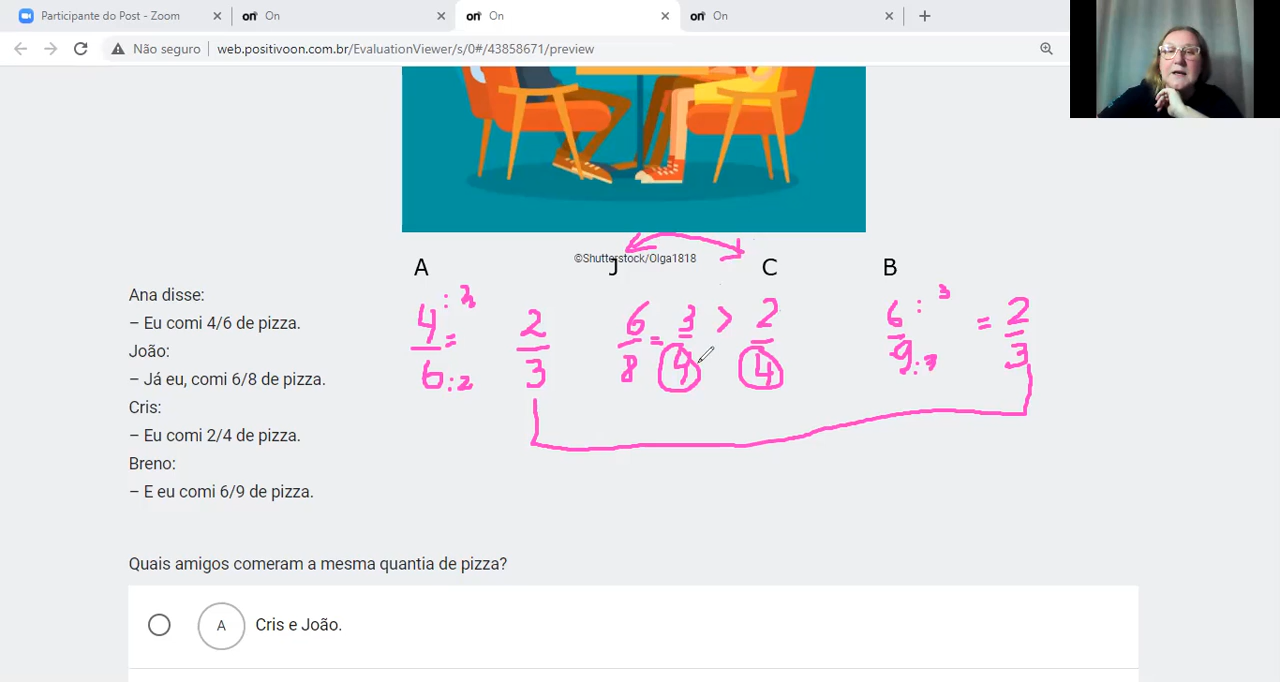 Participante do Post - Zoom
On
On
On
Não seguro
web.positivoon.com.br/EvaluationViewer/s/0#/43858671/preview
©Shutterstock/Olga1818
A J C B
4/6 :2 :2 = 2/3 6/8 = 3/4 > 2/4 6/9 :3 :3 = 2/3
Ana disse:
– Eu comi 4/6 de pizza.
João:
– Já eu, comi 6/8 de pizza.
Cris:
– Eu comi 2/4 de pizza.
Breno:
– E eu comi 6/9 de pizza.
Quais amigos comeram a mesma quantia de pizza?
A Cris e João.